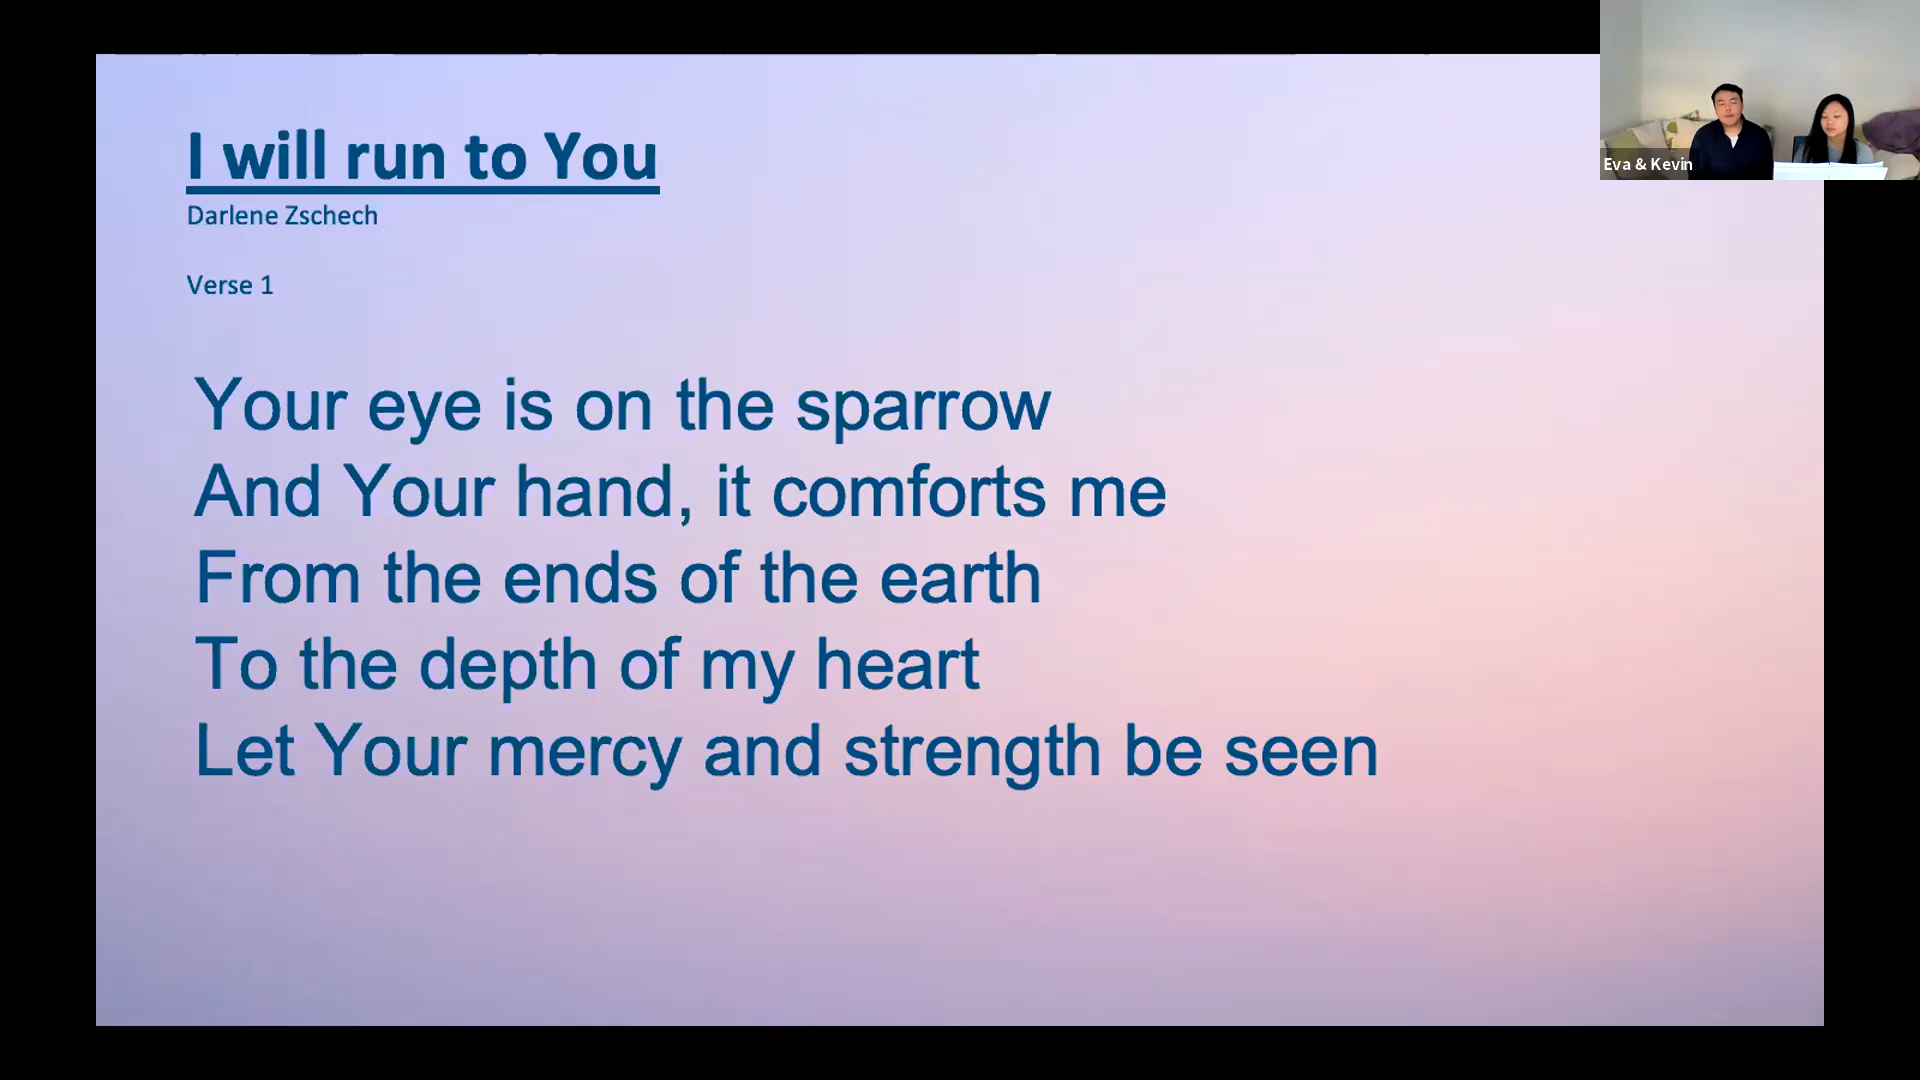 I will run to You
Darlene Zschech
Verse 1
Your eye is on the sparrow
And Your hand, it comforts me
From the ends of the earth
To the depth of my heart
Let Your mercy and strength be seen
Eva & Kevin